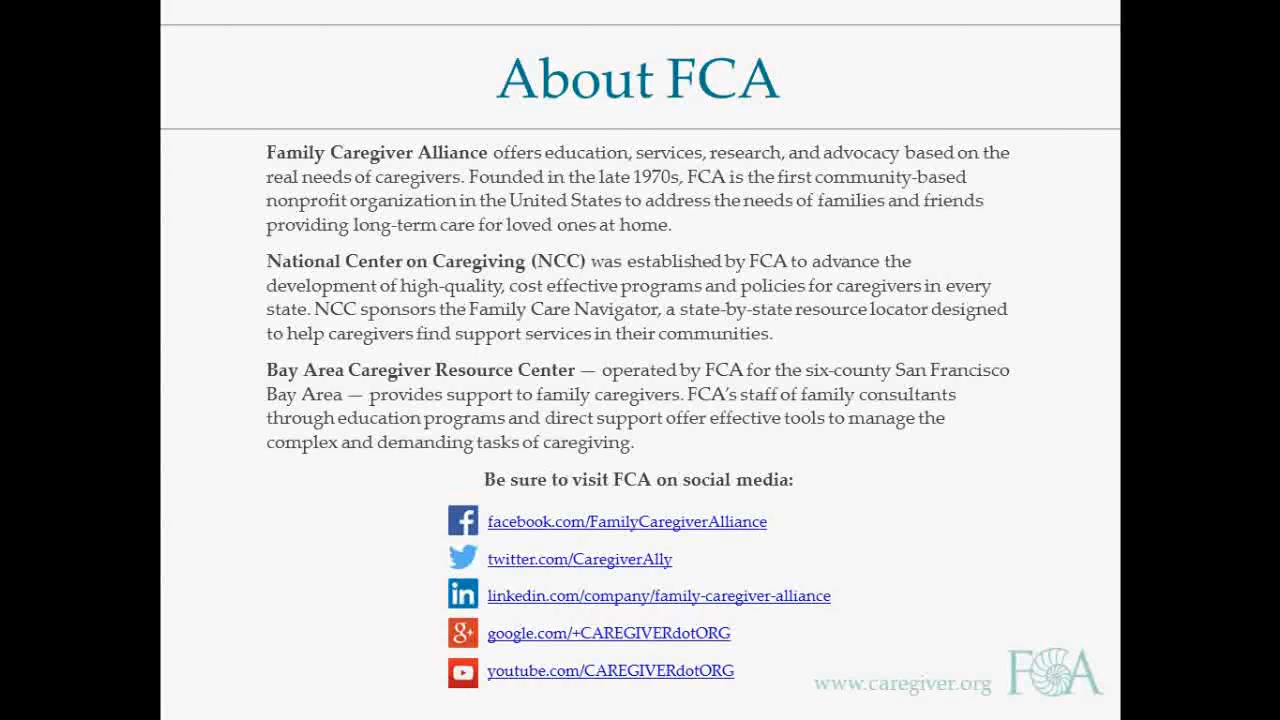 About FCA
Family Caregiver Alliance offers education, services, research, and advocacy based on the
real needs of caregivers. Founded in the late 1970s, FCA is the first community-based
nonprofit organization in the United States to address the needs of families and friends
providing long-term care for loved ones at home.
National Center on Caregiving (NCC) was established by FCA to advance the
development of high-quality, cost effective programs and policies for caregivers in every
state. NCC sponsors the Family Care Navigator, a state-by-state resource locator designed
to help caregivers find support services in their communities.
Bay Area Caregiver Resource Center — operated by FCA for the six-county San Francisco
Bay Area — provides support to family caregivers. FCA's staff of family consultants
through education programs and direct support offer effective tools to manage the
complex and demanding tasks of caregiving.
Be sure to visit FCA on social media:
facebook.com/FamilyCaregiverAlliance
twitter.com/CaregiverAlly
in linkedin.com/company/family-caregiver-alliance
g+ google.com/+CAREGIVERdotORG
youtube.com/CAREGIVERdotORG
www.caregiver.org FCA